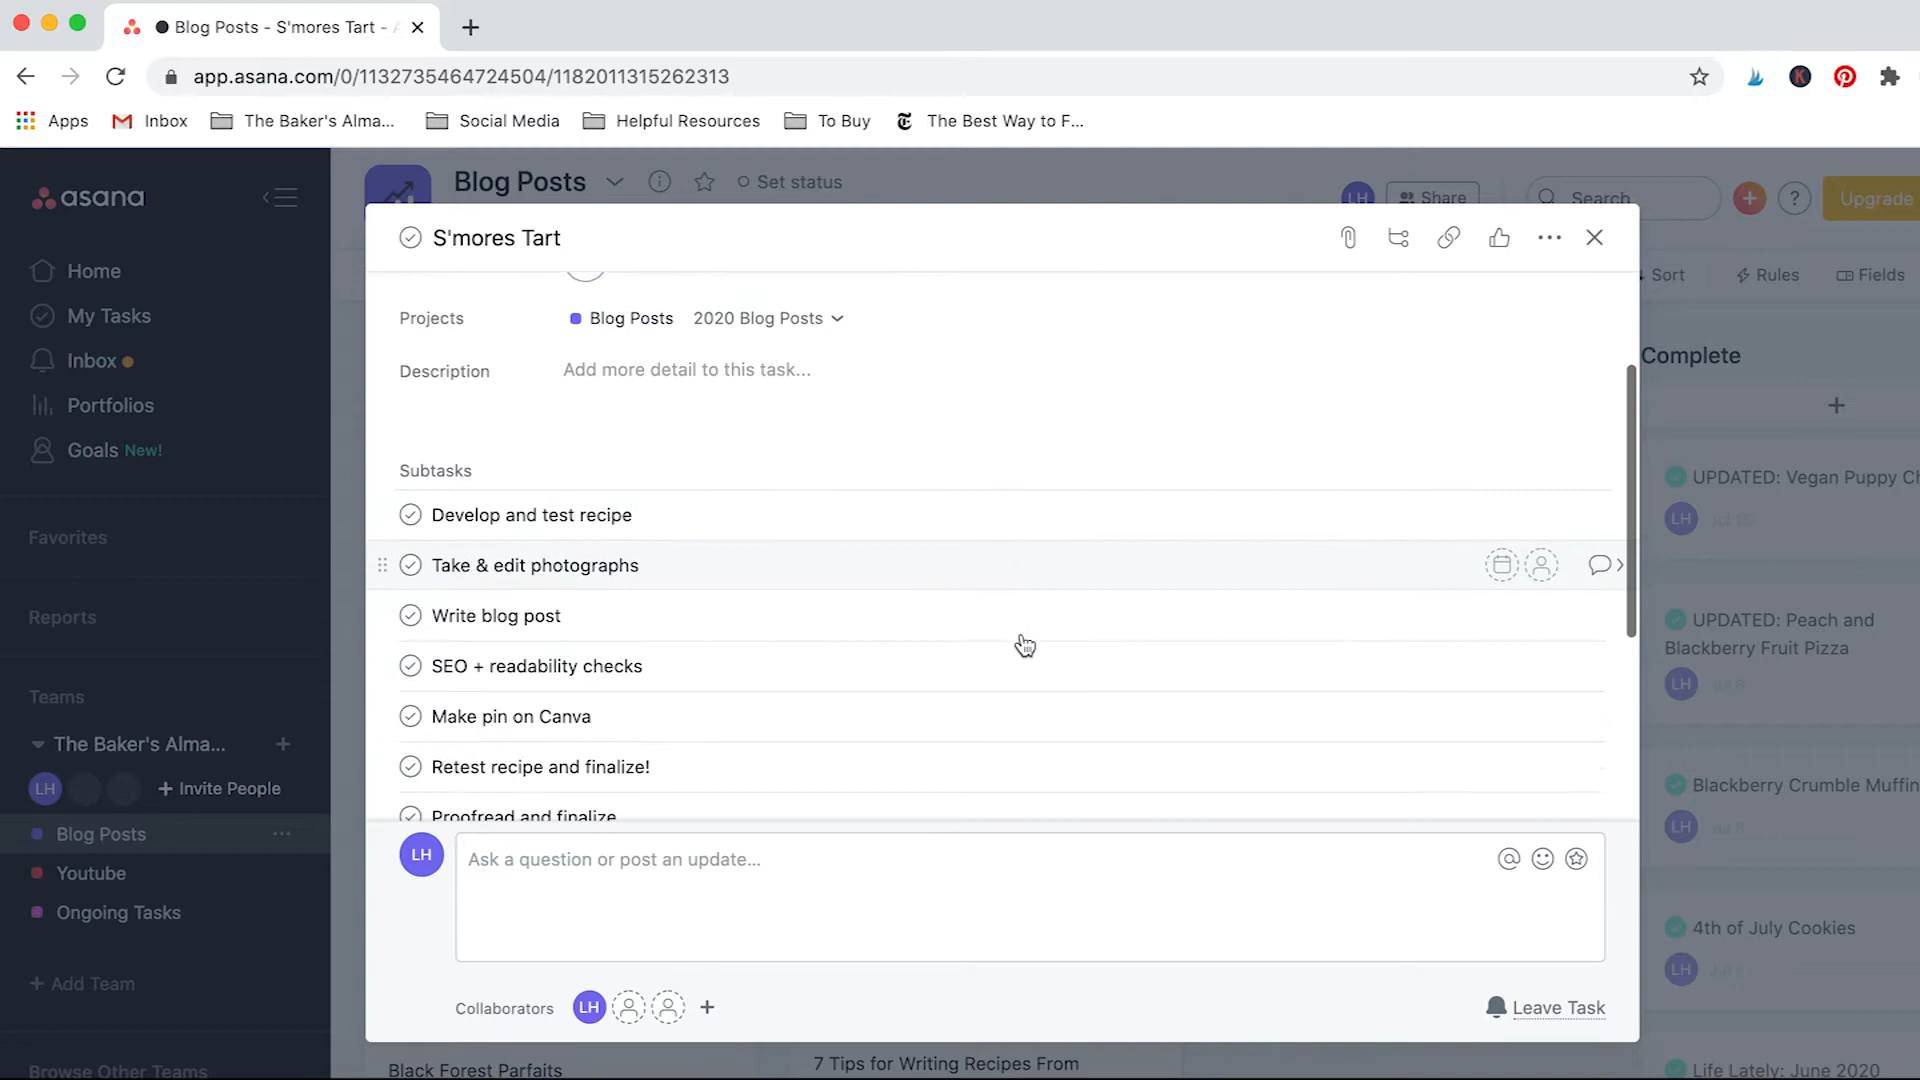 Blog Posts - S'mores Tart -
app.asana.com/0/1132735464724504/1182011315262313
Apps
Inbox
The Baker's Alma...
Social Media
Helpful Resources
To Buy
The Best Way to F...
asana
Home
My Tasks
Inbox
Portfolios
Goals New!
Favorites
Reports
Teams
The Baker's Alma...
LH
+ Invite People
Blog Posts
Youtube
Ongoing Tasks
+ Add Team
Browse Other Teams
Blog Posts
Set status
LH
Share
Search
?
Upgrade
Sort
Rules
Fields
S'mores Tart
Projects
Blog Posts 2020 Blog Posts
Description
Add more detail to this task...
Subtasks
Develop and test recipe
Take & edit photographs
Write blog post
SEO + readability checks
Make pin on Canva
Retest recipe and finalize!
Proofread and finalize
LH
Ask a question or post an update...
Collaborators
LH
Leave Task
Black Forest Parfaits
7 Tips for Writing Recipes From
Complete
UPDATED: Vegan Puppy Ch
LH
UPDATED: Peach and
Blackberry Fruit Pizza
LH
Blackberry Crumble Muffin
LH
4th of July Cookies
LH
Life Lately: June 2020